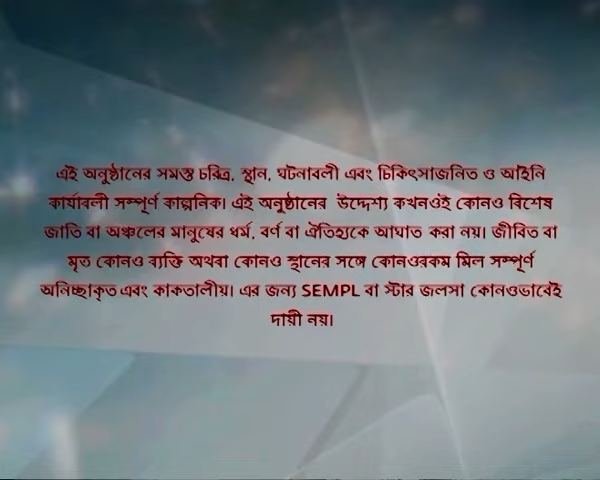 এই অনুষ্ঠানের সমস্ত চরিত্র, স্থান, ঘটনাবলী এবং চিকিৎসাজনিত ও আইনি
কার্যাবলী সম্পূর্ণ কাল্পনিক। এই অনুষ্ঠানের উদ্দেশ্য কখনওই কোনও বিশেষ
জাতি বা অঞ্চলের মানুষের ধর্ম, বর্ণ বা ঐতিহ্যকে আঘাত করা নয়। জীবিত বা
মৃত কোনও ব্যক্তি অথবা কোনও স্থানের সঙ্গে কোনওরকম মিল সম্পূর্ণ
অনিচ্ছাকৃত এবং কাকতালীয়। এর জন্য SEMPL বা স্টার জলসা কোনওভাবেই
দায়ী নয়।